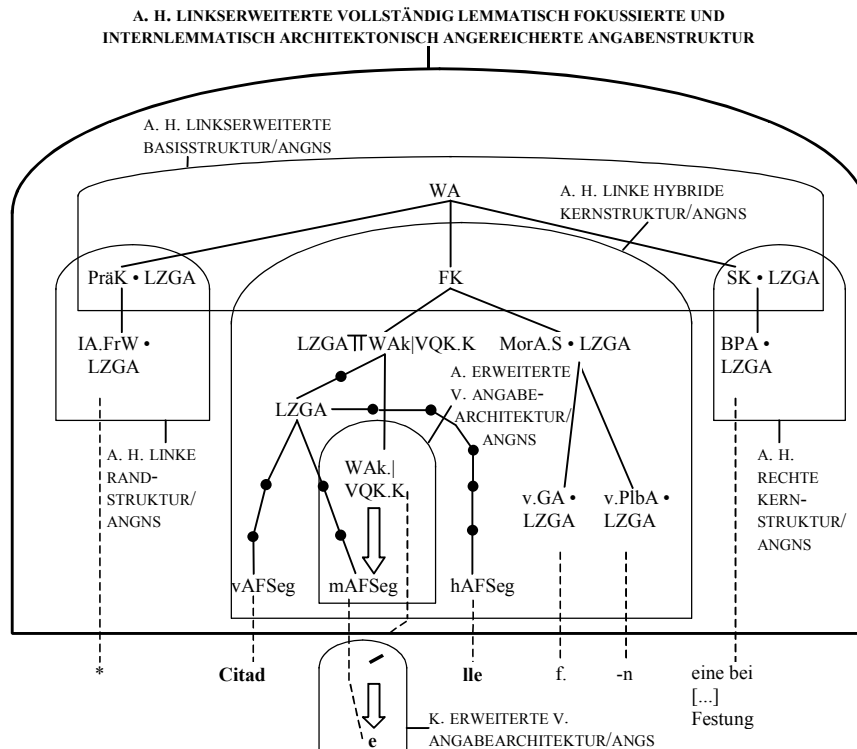 A. H. LINKSERWEITERTE VOLLSTÄNDIG LEMMATISCH FOKUSSIERTE UND
INTERNLEMMATISCH ARCHITEKTONISCH ANGEREICHERTE ANGABENSTRUKTUR
A. H. LINKSERWEITERTE
BASISSTRUKTUR/ANGNS
WA
A. H. LINKE HYBRIDE
KERNSTRUKTUR/ANGNS
PräK • LZGA
FK
SK • LZGA
IA.FrW •
LZGA
LZGA╥WAk|VQK.K
MorA.S • LZGA
BPA •
LZGA
A. ERWEITERTE
V. ANGABE-
ARCHITEKTUR/
ANGNS
LZGA
A. H. LINKE
RAND-
STRUKTUR/
ANGNS
WAk.|
VQK.K
v.GA •
LZGA
v.PlbA •
LZGA
A. H.
RECHTE
KERN-
STRUKTUR/
ANGNS
vAFSeg
mAFSeg
hAFSeg
*
Citad
lle
f.
-n
eine bei
[...]
Festung
e
K. ERWEITERTE V.
ANGABEARCHITEKTUR/ANGS